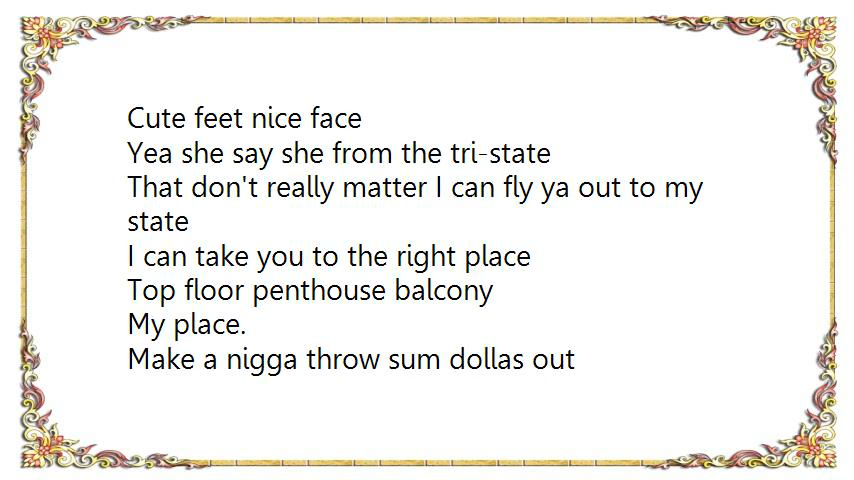 Cute feet nice face
Yea she say she from the tri-state
That don't really matter I can fly ya out to my
state
I can take you to the right place
Top floor penthouse balcony
My place.
Make a nigga throw sum dollas out